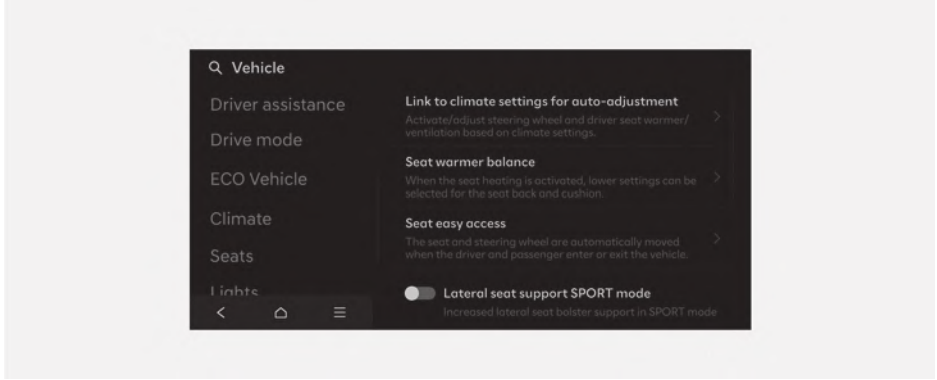 Vehicle
Driver assistance
Drive mode
ECO Vehicle
Climate
Seats
Lights
Link to climate settings for auto-adjustment
Activate/adjust steering wheel and driver seat warmer/
ventilation based on climate settings.
Seat warmer balance
When the seat heating is activated, lower settings can be
selected for the seat back and cushion.
Seat easy access
The seat and steering wheel are automatically moved
when the driver and passenger enter or exit the vehicle.
Lateral seat support SPORT mode
Increased lateral seat bolster support in SPORT mode